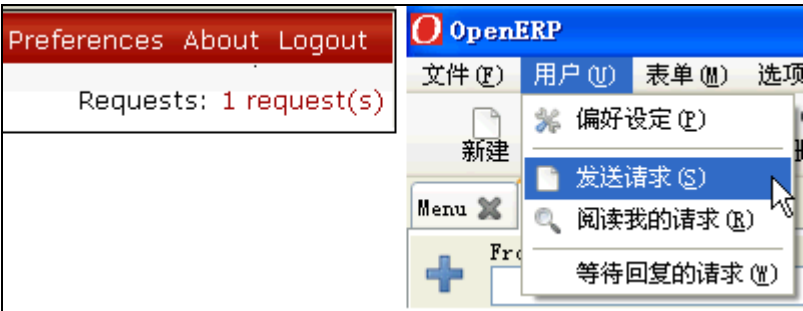 Preferences About Logout
Requests: 1 request(s)
OpenERP
文件(F) 用户(U) 表单(M) 选项
新建
偏好设定(P)
发送请求(S)
Menu
阅读我的请求(R)
等待回复的请求(W)